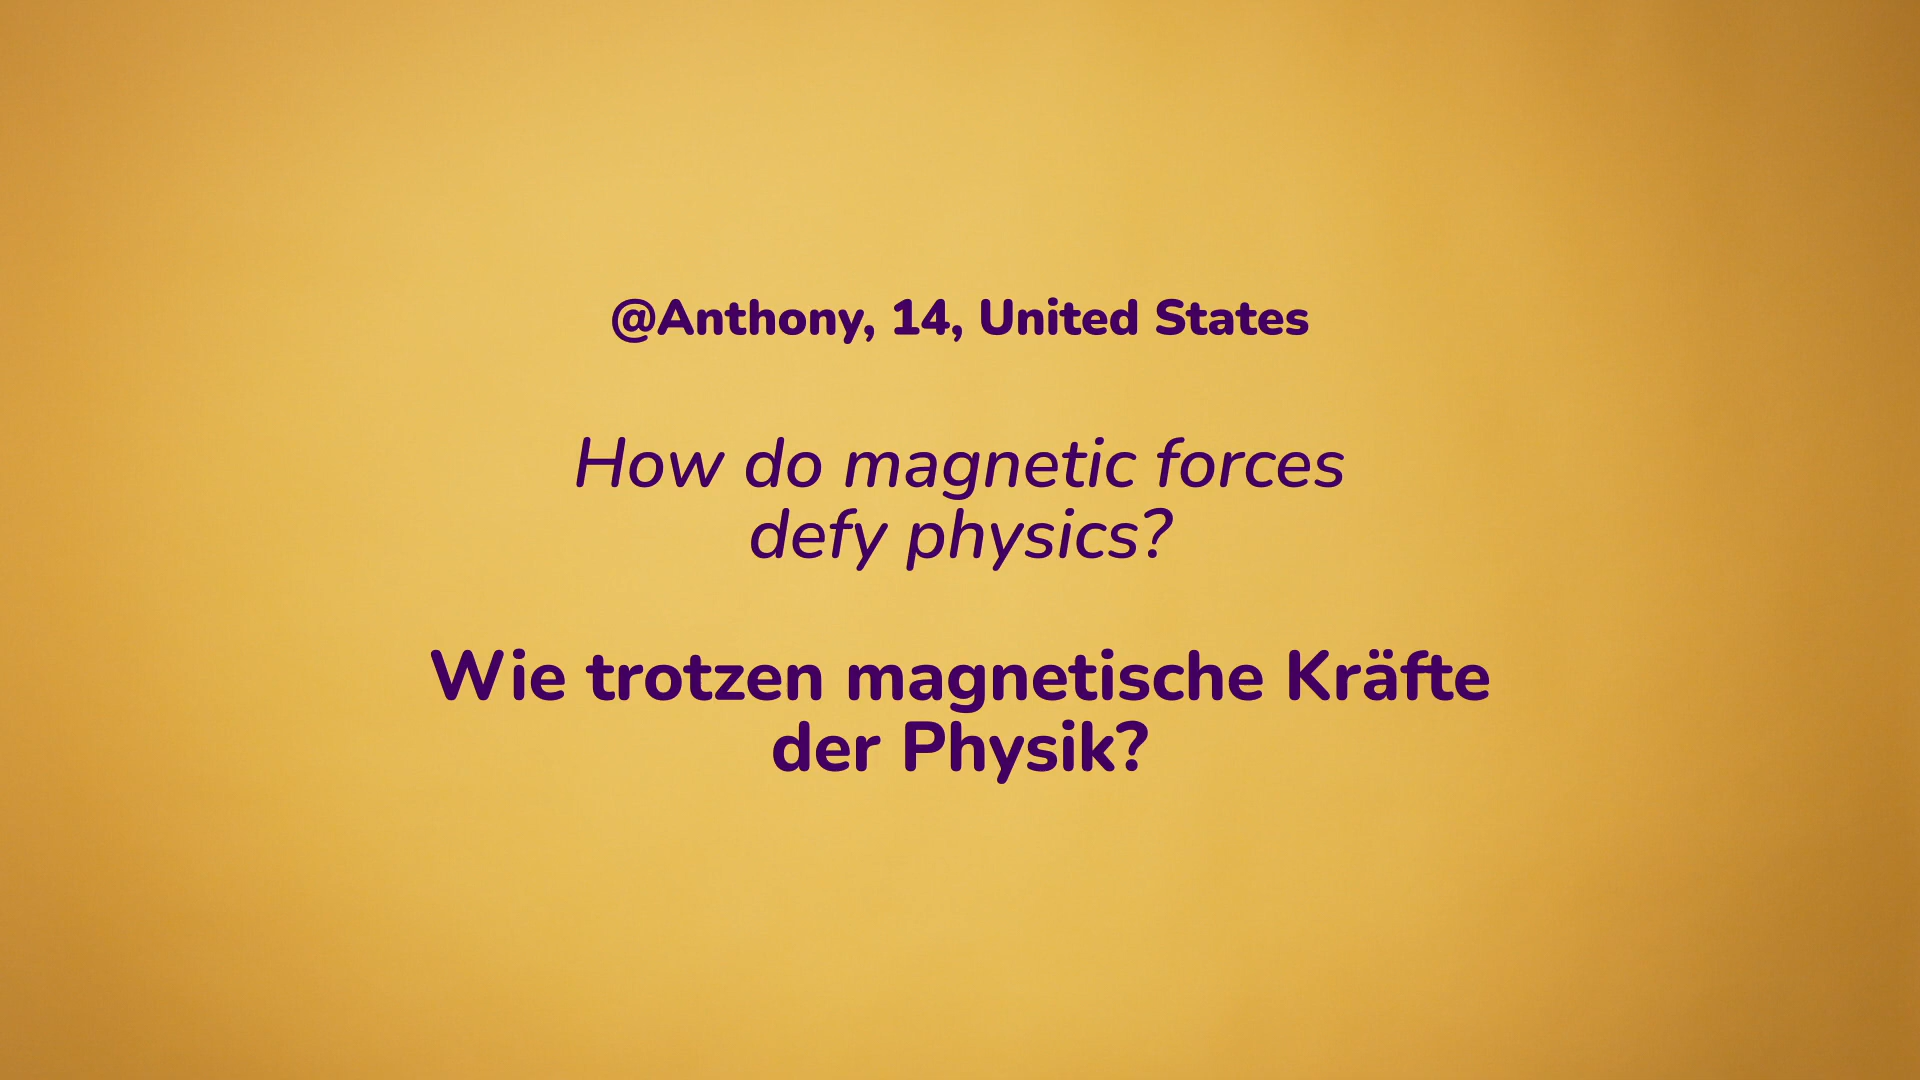 @Anthony, 14, United States
How do magnetic forces
defy physics?
Wie trotzen magnetische Kräfte
der Physik?